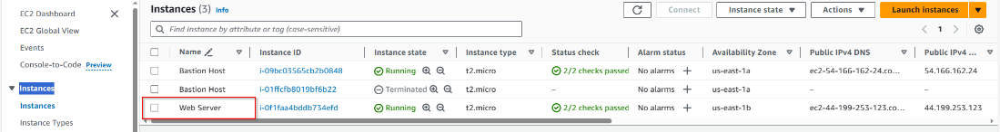 EC2 Dashboard
EC2 Global View
Events
Console-to-Code Preview
Instances
Instances
Instance Types
Instances (3) Info
Connect Instance state Actions Launch instances
Find Instance by attribute or tag (case-sensitive)
1
Name Instance ID Instance state Instance type Status check Alarm status Availability Zone Public IPv4 DNS Public IPv4 ...
Bastion Host i-09bc03565cb2b0848 Running t2.micro 2/2 checks passed No alarms + us-east-1a ec2-54-166-162-24.co... 54.166.162.24
Bastion Host i-01ffcfb8019bf6b22 Terminated t2.micro – No alarms + us-east-1a – –
Web Server i-0f1faa4bddb734efd Running t2.micro 2/2 checks passed No alarms + us-east-1b ec2-44-199-253-123.co... 44.199.253.123